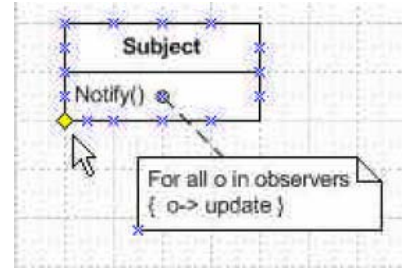 Subject
Notify()
For all o in observers
{ o-> update }